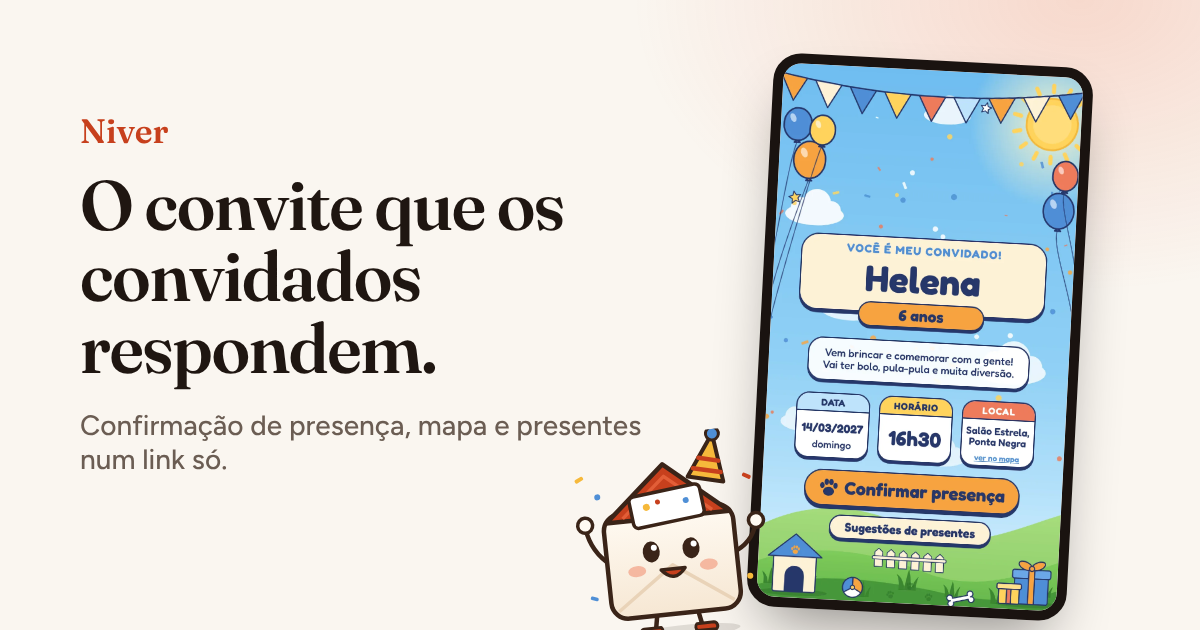 Niver
O convite que os
convidados
respondem.
Confirmação de presença, mapa e presentes
num link só.
VOCÊ É MEU CONVIDADO!
Helena
6 anos
Vem brincar e comemorar com a gente!
Vai ter bolo, pula-pula e muita diversão.
DATA
14/03/2027
domingo
HORÁRIO
16h30
LOCAL
Salão Estrela,
Ponta Negra
ver no mapa
Confirmar presença
Sugestões de presentes